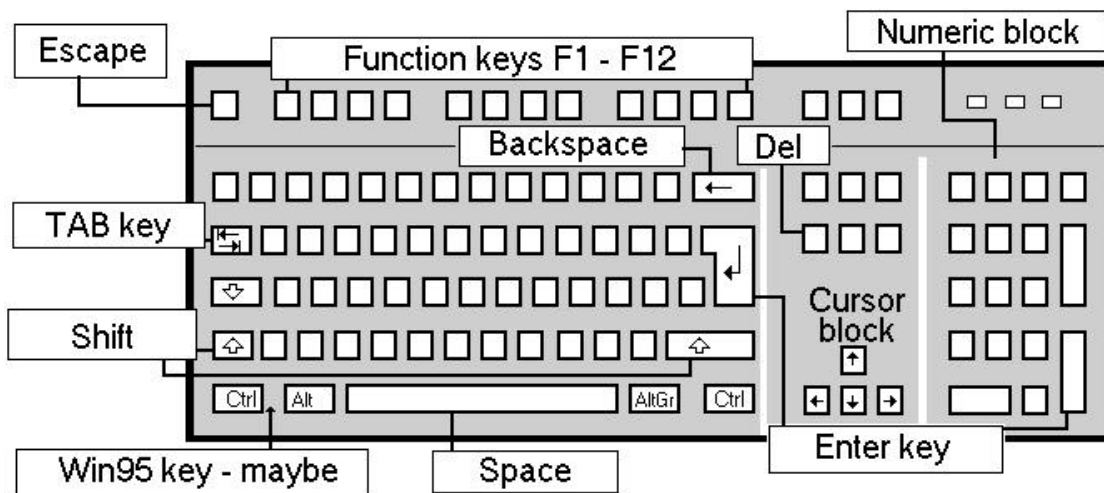 Escape
Function keys F1 - F12
Numeric block
Backspace
Del
TAB key
Cursor
block
Shift
Ctrl
Alt
AltGr
Ctrl
Win95 key - maybe
Space
Enter key